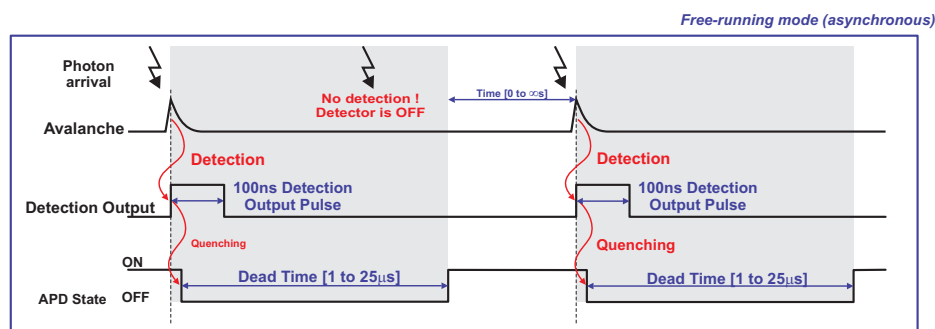 Free-running mode (asynchronous)
Photon
arrival
No detection !
Detector is OFF
Time [0 to ∞s]
Avalanche
Detection
Detection
100ns Detection
Output Pulse
100ns Detection
Output Pulse
Detection Output
Quenching
Quenching
ON
Dead Time [1 to 25µs]
Dead Time [1 to 25µs]
APD State
OFF